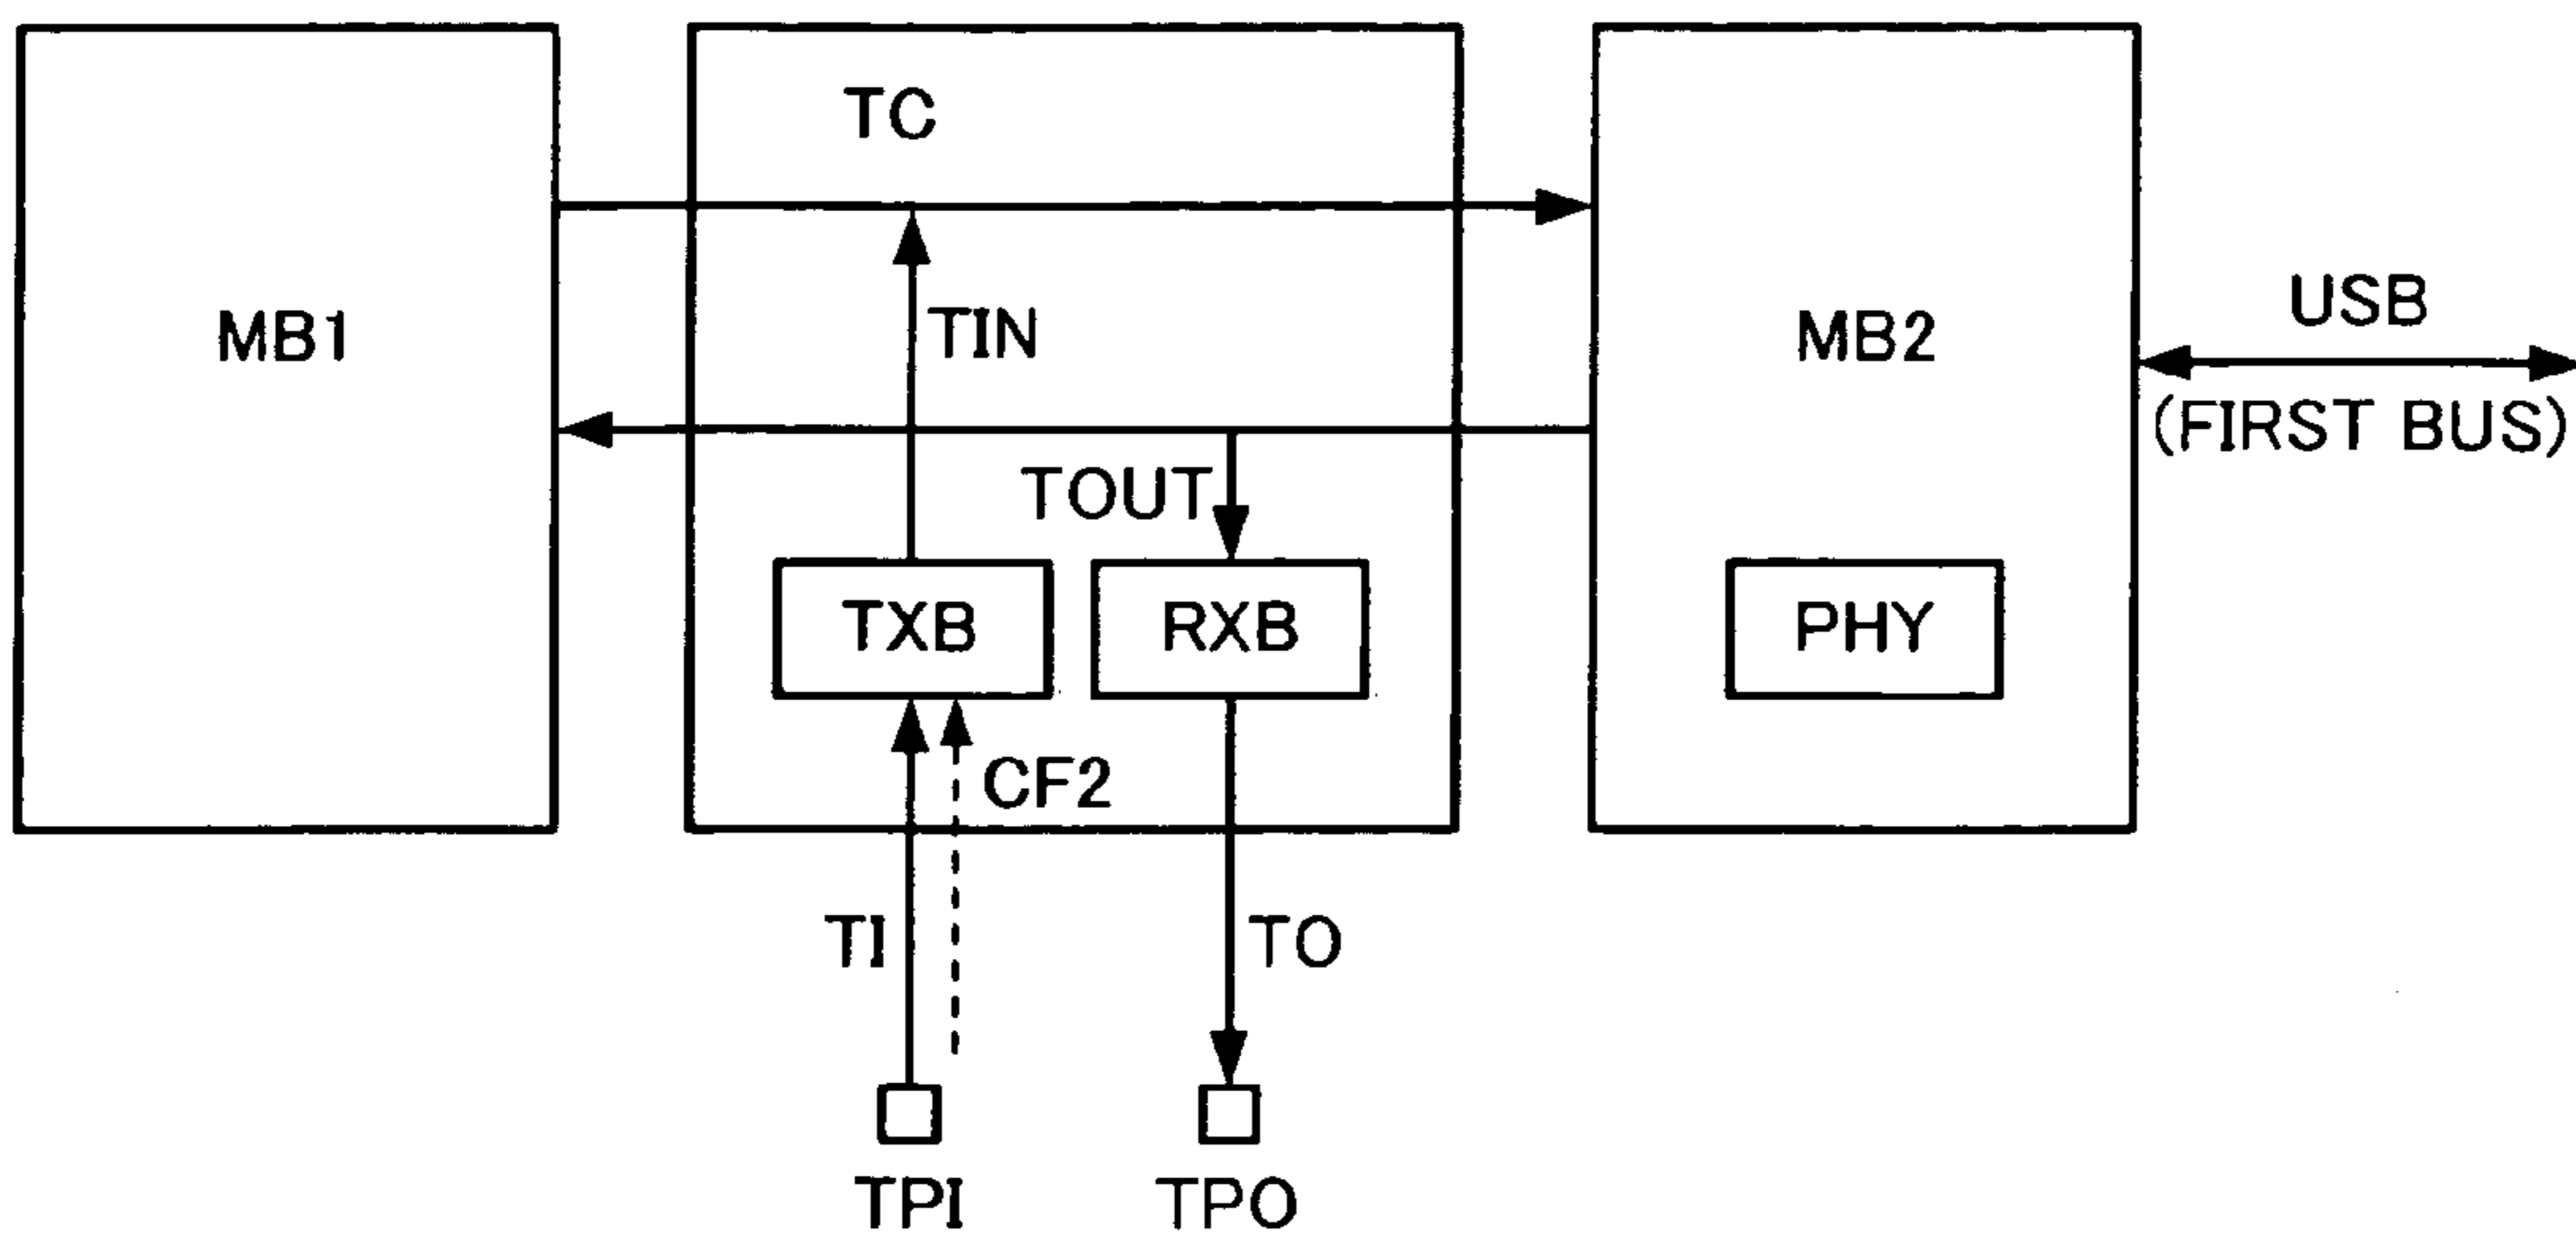 TC
MB1
TIN
MB2
USB
(FIRST BUS)
TOUT
TXB
RXB
PHY
CF2
TI
TO
TPI
TPO